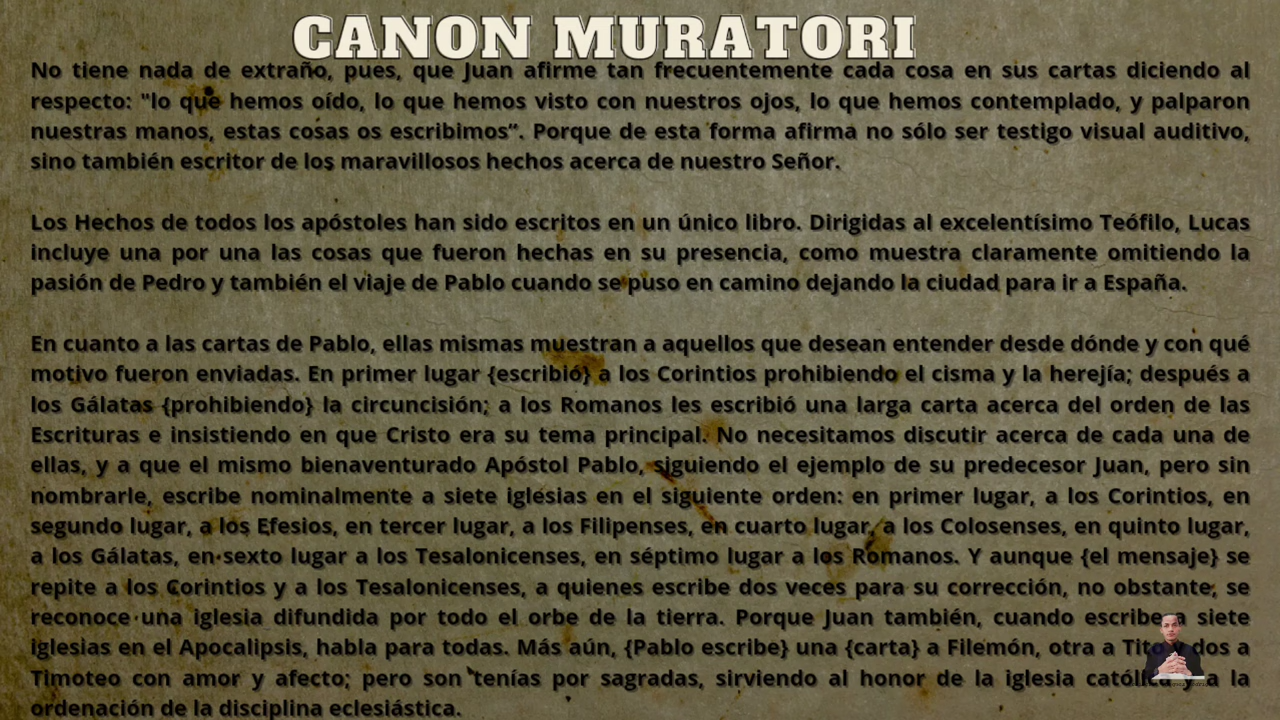 CANON MURATORI
No tiene nada de extraño, pues, que Juan afirme tan frecuentemente cada cosa en sus cartas diciendo al
respecto: "lo que hemos oído, lo que hemos visto con nuestros ojos, lo que hemos contemplado, y palparon
nuestras manos, estas cosas os escribimos”. Porque de esta forma afirma no sólo ser testigo visual auditivo,
sino también escritor de los maravillosos hechos acerca de nuestro Señor.
Los Hechos de todos los apóstoles han sido escritos en un único libro. Dirigidas al excelentísimo Teófilo, Lucas
incluye una por una las cosas que fueron hechas en su presencia, como muestra claramente omitiendo la
pasión de Pedro y también el viaje de Pablo cuando se puso en camino dejando la ciudad para ir a España.
En cuanto a las cartas de Pablo, ellas mismas muestran a aquellos que desean entender desde dónde y con qué
motivo fueron enviadas. En primer lugar {escribió} a los Corintios prohibiendo el cisma y la herejía; después a
los Gálatas {prohibiendo} la circuncisión; a los Romanos les escribió una larga carta acerca del orden de las
Escrituras e insistiendo en que Cristo era su tema principal. No necesitamos discutir acerca de cada una de
ellas, y a que el mismo bienaventurado Apóstol Pablo, siguiendo el ejemplo de su predecesor Juan, pero sin
nombrarle, escribe nominalmente a siete iglesias en el siguiente orden: en primer lugar, a los Corintios, en
segundo lugar, a los Efesios, en tercer lugar, a los Filipenses, en cuarto lugar, a los Colosenses, en quinto lugar,
a los Gálatas, en sexto lugar a los Tesalonicenses, en séptimo lugar a los Romanos. Y aunque {el mensaje} se
repite a los Corintios y a los Tesalonicenses, a quienes escribe dos veces para su corrección, no obstante, se
reconoce una iglesia difundida por todo el orbe de la tierra. Porque Juan también, cuando escribe a siete
iglesias en el Apocalipsis, habla para todas. Más aún, {Pablo escribe} una {carta} a Filemón, otra a Tito y dos a
Timoteo con amor y afecto; pero son tenías por sagradas, sirviendo al honor de la iglesia católica y a la
ordenación de la disciplina eclesiástica.